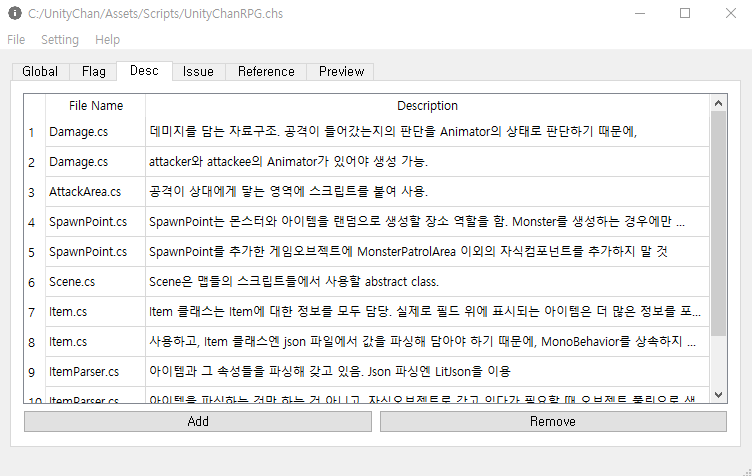 C:/UnityChan/Assets/Scripts/UnityChanRPG.chs
File Setting Help
Global Flag Desc Issue Reference Preview
File Name Description
1 Damage.cs 데미지를 담는 자료구조. 공격이 들어갔는지의 판단을 Animator의 상태로 판단하기 때문에,
2 Damage.cs attacker와 attackee의 Animator가 있어야 생성 가능.
3 AttackArea.cs 공격이 상대에게 닿는 영역에 스크립트를 붙여 사용.
4 SpawnPoint.cs SpawnPoint는 몬스터와 아이템을 랜덤으로 생성할 장소 역할을 함. Monster를 생성하는 경우에만 ...
5 SpawnPoint.cs SpawnPoint를 추가한 게임오브젝트에 MonsterPatrolArea 이외의 자식컴포넌트를 추가하지 말 것
6 Scene.cs Scene은 맵들의 스크립트들에서 사용할 abstract class.
7 Item.cs Item 클래스는 Item에 대한 정보를 모두 담당. 실제로 필드 위에 표시되는 아이템은 더 많은 정보를 포...
8 Item.cs 사용하고, Item 클래스엔 json 파일에서 값을 파싱해 담아야 하기 때문에, MonoBehavior를 상속하지 ...
9 ItemParser.cs 아이템과 그 속성들을 파싱해 갖고 있음. Json 파싱엔 LitJson을 이용
10 ItemParser.cs 아이템을 파싱하는 것만 하는 건 아니고, 자식오브젝트로 갖고 있다가 필요할 때 오브젝트 풀링으로 생...
Add Remove